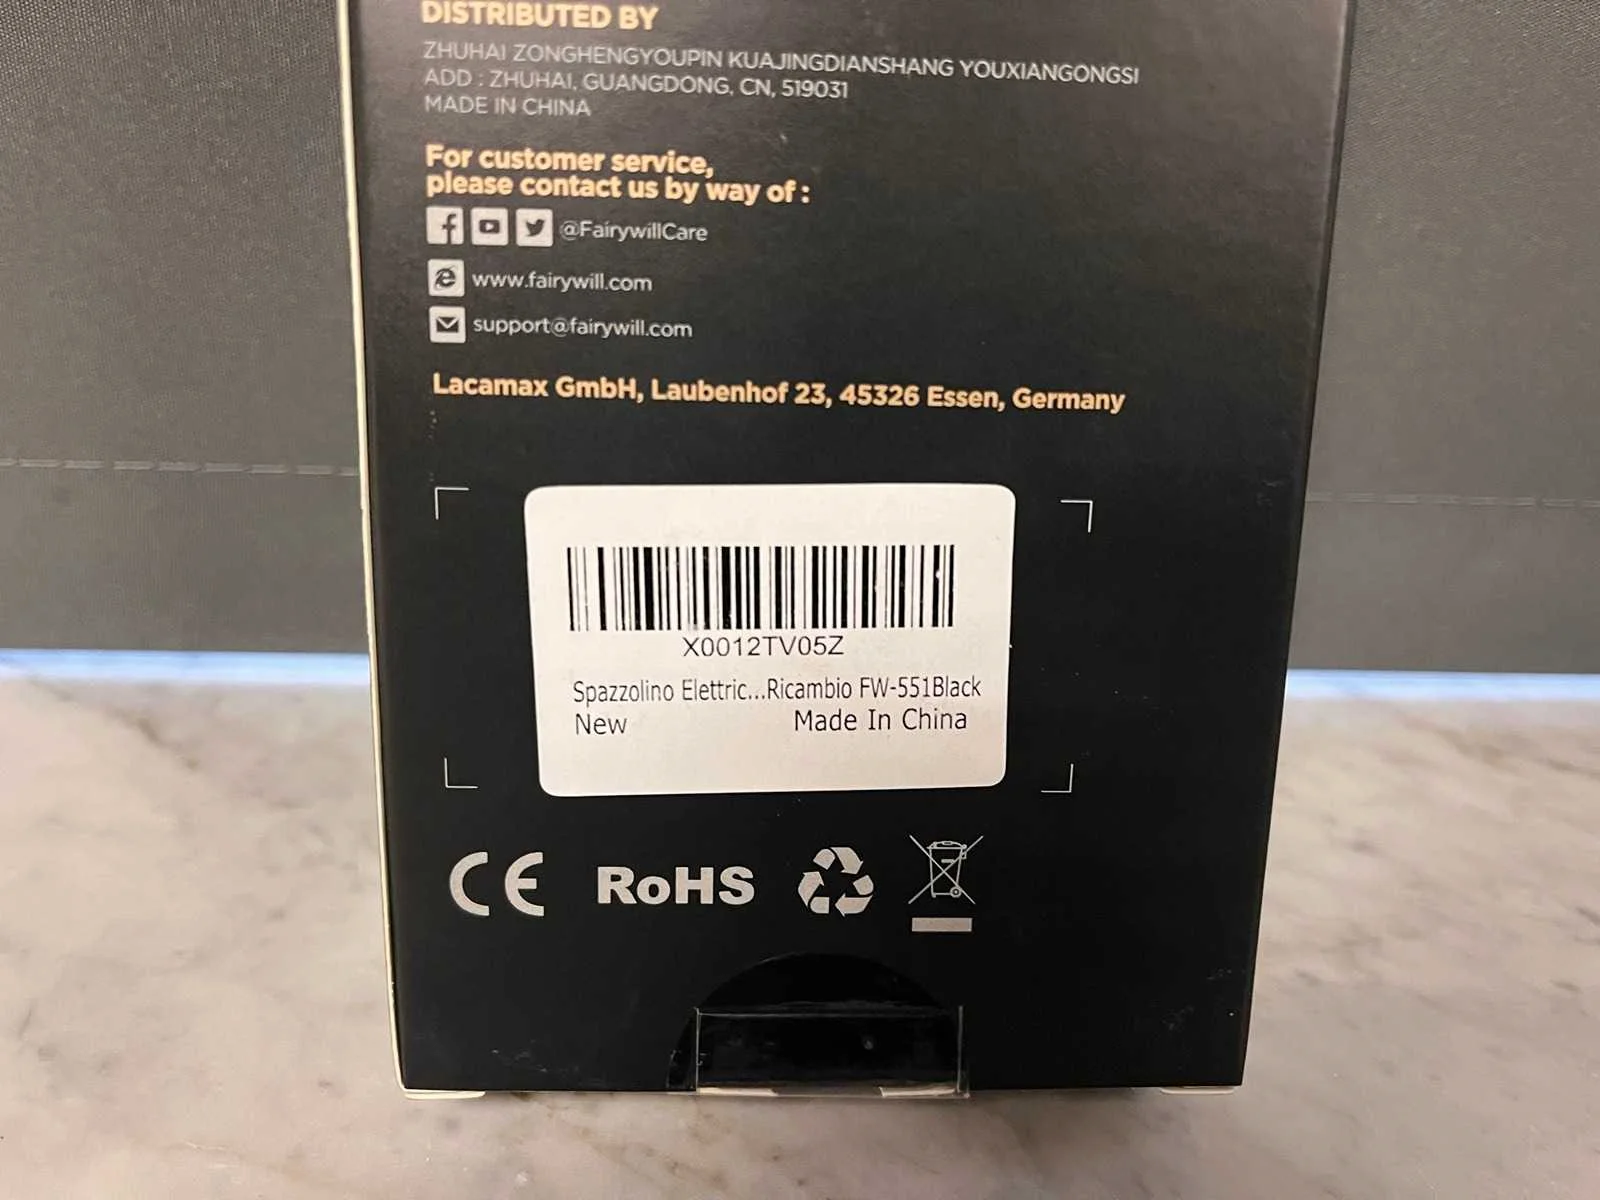 DISTRIBUTED BY
ZHUHAI ZONGHENGYOUPIN KUAJINGDIANSHANG YOUXIANGONGSI
ADD : ZHUHAI, GUANGDONG, CN, 519031
MADE IN CHINA
For customer service,
please contact us by way of :
@FairywillCare
www.fairywill.com
support@fairywill.com
Lacamax GmbH, Laubenhof 23, 45326 Essen, Germany
X0012TV05Z
Spazzolino Elettric...Ricambio FW-551Black
New Made In China
CE RoHS